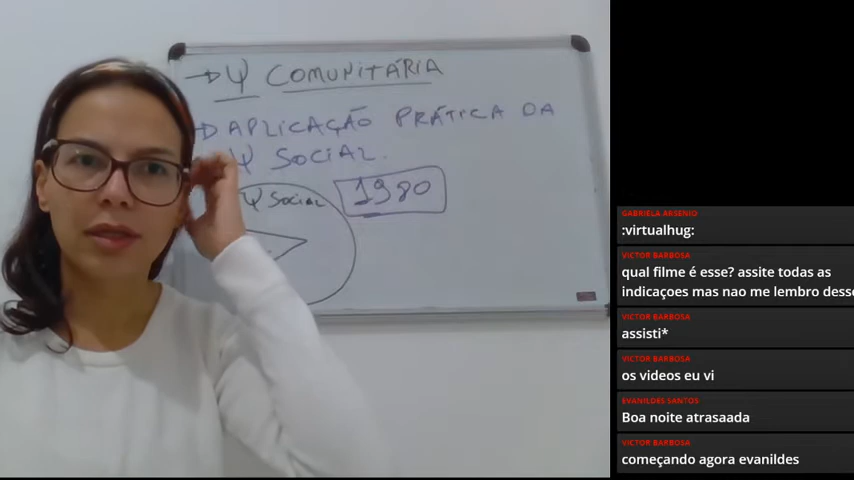 → Ψ COMUNITÁRIA
→ APLICAÇÃO PRÁTICA DA
Ψ SOCIAL.
Ψ SOCIAL
1980
GABRIELA ARSENIO
:virtualhug:
VICTOR BARBOSA
qual filme é esse? assite todas as
indicaçoes mas nao me lembro desse
VICTOR BARBOSA
assisti*
VICTOR BARBOSA
os videos eu vi
EVANILDES SANTOS
Boa noite atrasaada
VICTOR BARBOSA
começando agora evanildes